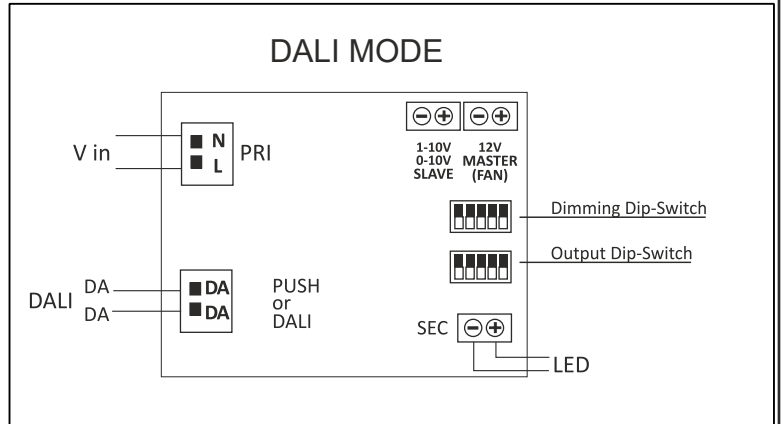 DALI MODE
V in
N
L
PRI
1-10V
0-10V
SLAVE
12V
MASTER
(FAN)
Dimming Dip-Switch
Output Dip-Switch
DALI
DA
DA
DA
DA
PUSH
or
DALI
SEC
LED